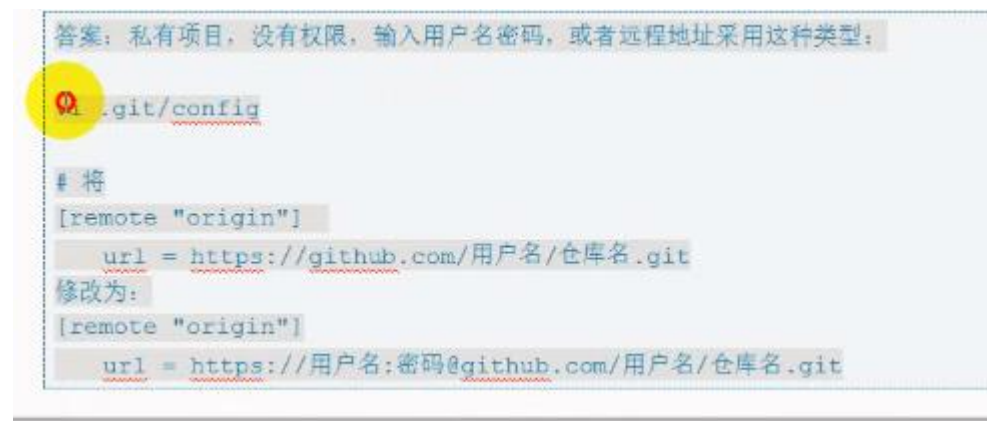 答案：私有项目，没有权限，输入用户名密码，或者远程地址采用这种类型：
.git/config
# 将
[remote "origin"]
url = https://github.com/用户名/仓库名.git
修改为：
[remote "origin"]
url = https://用户名:密码@github.com/用户名/仓库名.git